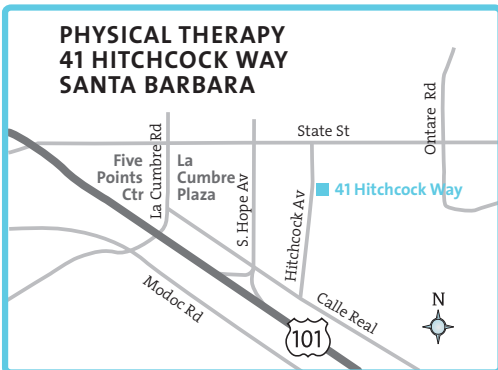 PHYSICAL THERAPY
41 HITCHCOCK WAY
SANTA BARBARA
State St
Ontare Rd
La Cumbre Rd
Five
Points
Ctr
La
Cumbre
Plaza
S. Hope Av
Hitchcock Av
41 Hitchcock Way
Modoc Rd
Calle Real
101
N